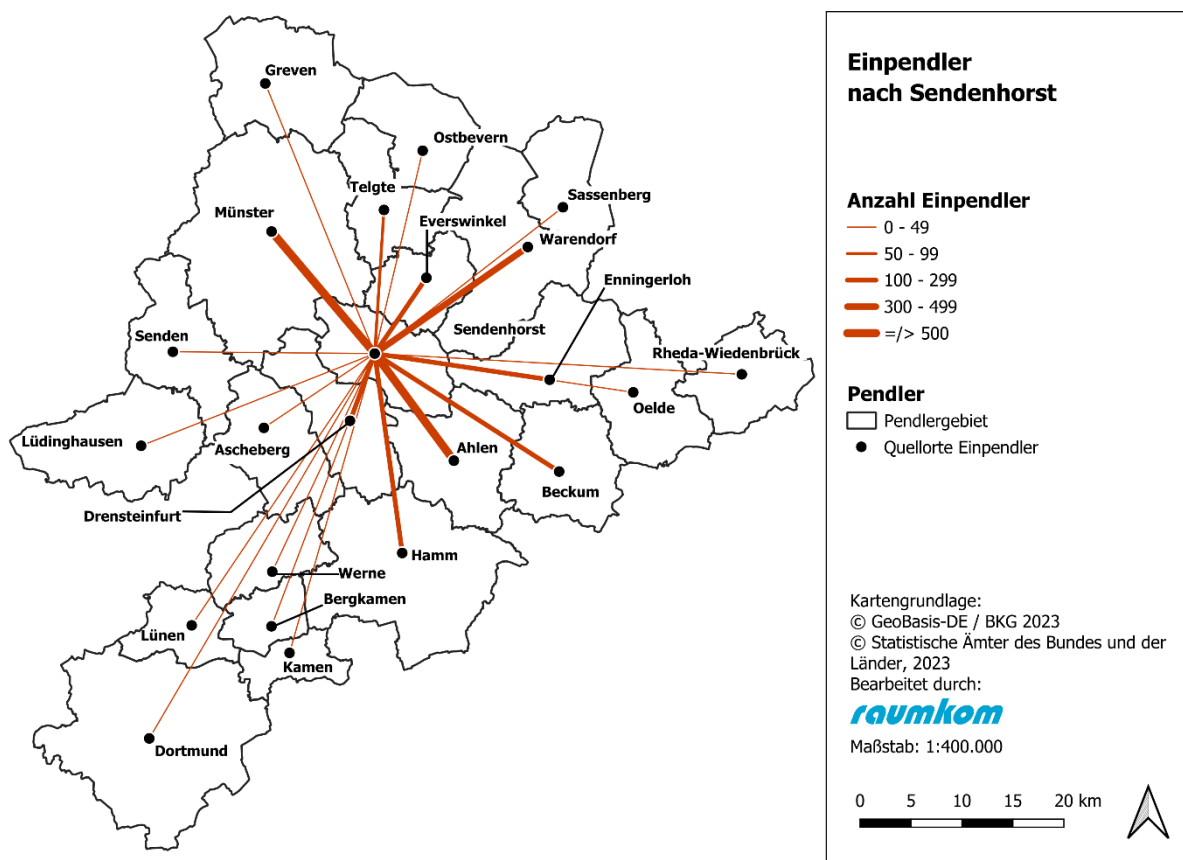 Greven
Ostbevern
Telgte
Sassenberg
Münster
Everswinkel
Warendorf
Enningerloh
Senden
Sendenhorst
Rheda-Wiedenbrück
Oelde
Lüdinghausen
Ascheberg
Ahlen
Beckum
Drensteinfurt
Hamm
Werne
Bergkamen
Lünen
Kamen
Dortmund
Einpendler
nach Sendenhorst
Anzahl Einpendler
0 - 49
50 - 99
100 - 299
300 - 499
=/> 500
Pendler
Pendlergebiet
Quellorte Einpendler
Kartengrundlage:
© GeoBasis-DE / BKG 2023
© Statistische Ämter des Bundes und der
Länder, 2023
Bearbeitet durch:
raumkom
Maßstab: 1:400.000
0 5 10 15 20 km